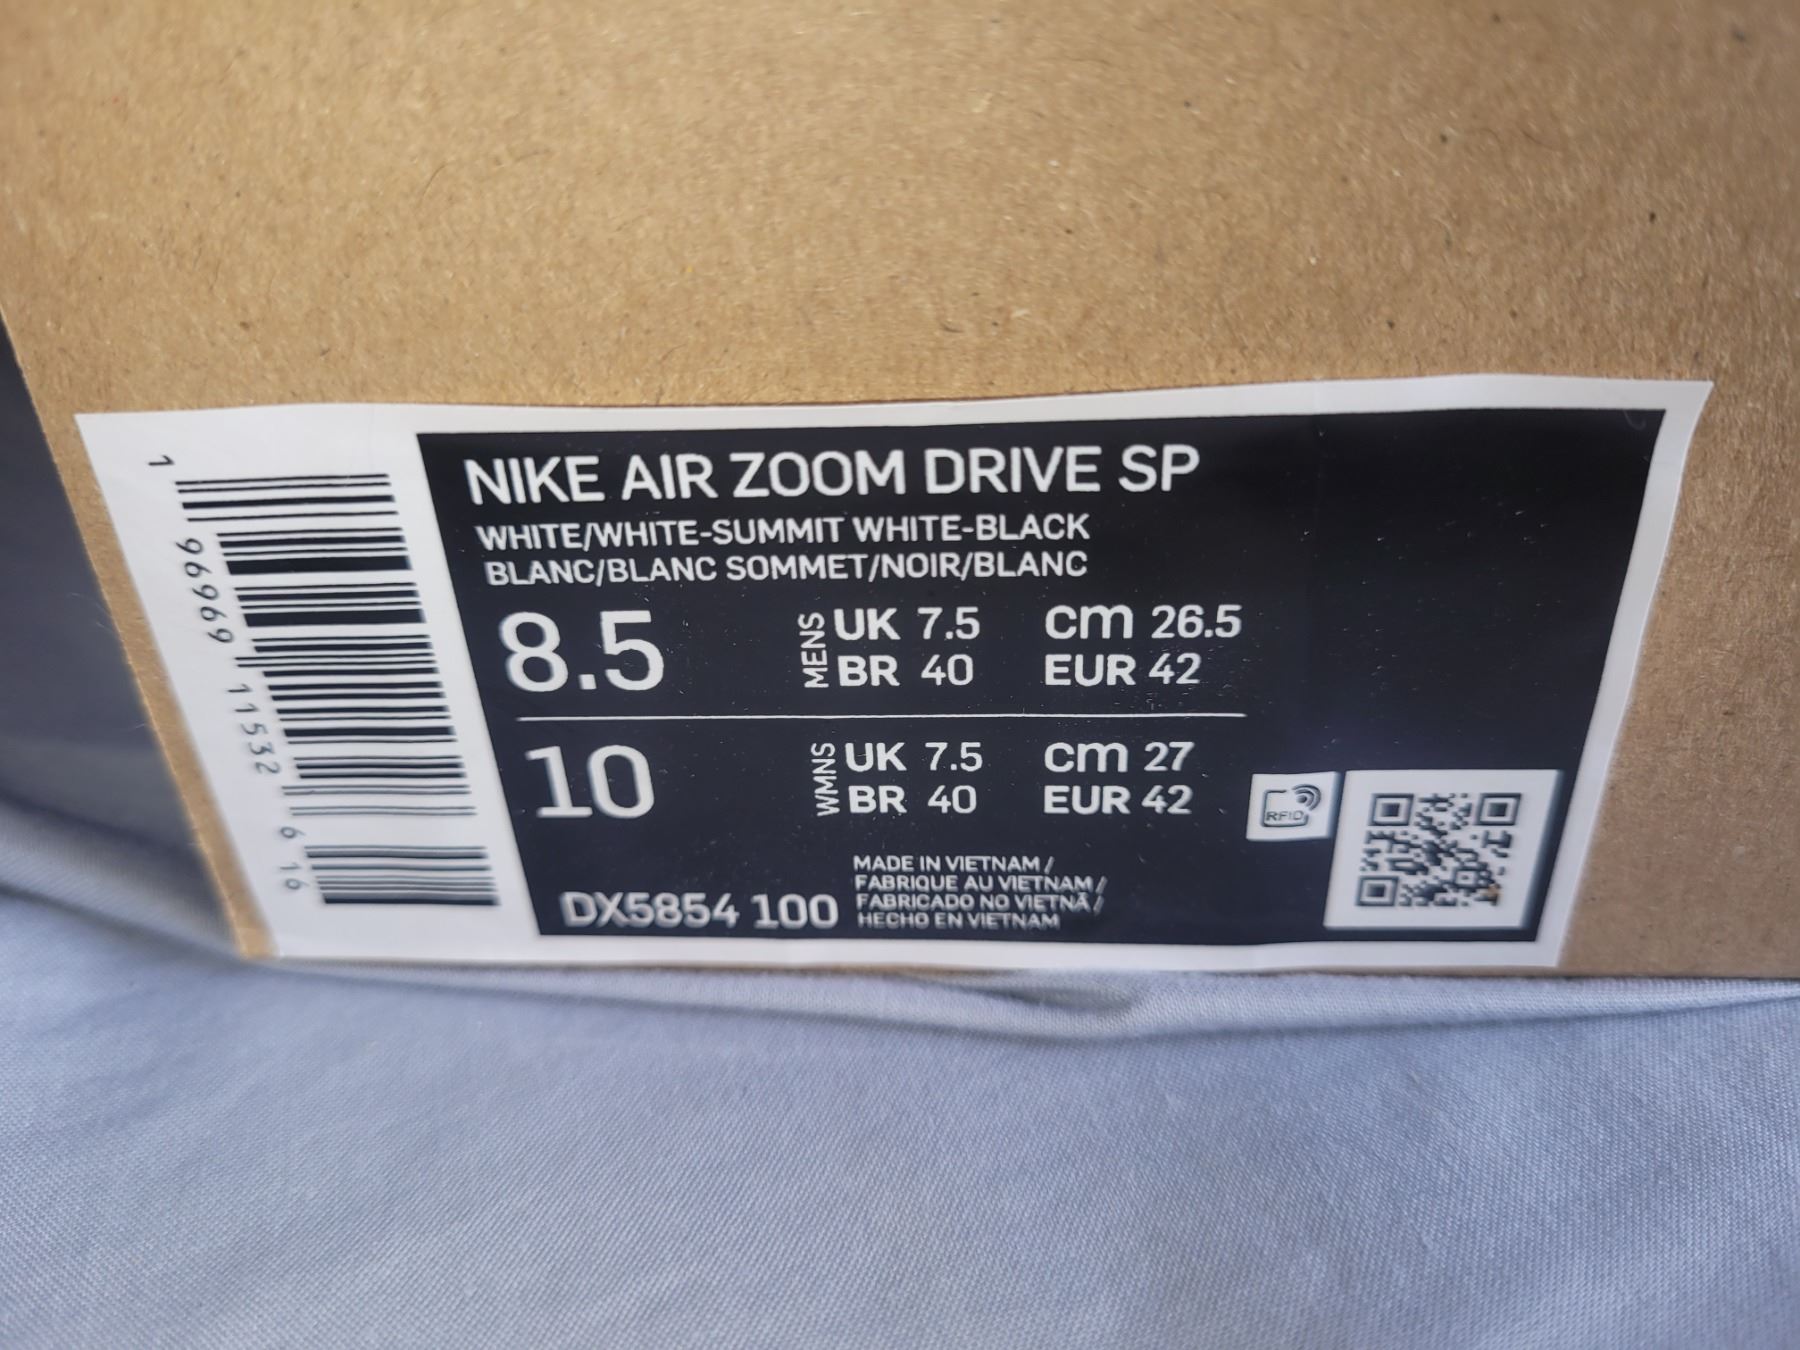 NIKE AIR ZOOM DRIVE SP
WHITE/WHITE-SUMMIT WHITE-BLACK
BLANC/BLANC SOMMET/NOIR/BLANC
8.5 MENS UK 7.5 cm 26.5
BR 40 EUR 42
10 WMNS UK 7.5 cm 27
BR 40 EUR 42
RFID
DX5854 100
MADE IN VIETNAM /
FABRIQUE AU VIETNAM /
FABRICADO NO VIETNÃ /
HECHO EN VIETNAM
1 96969 11532 6 16